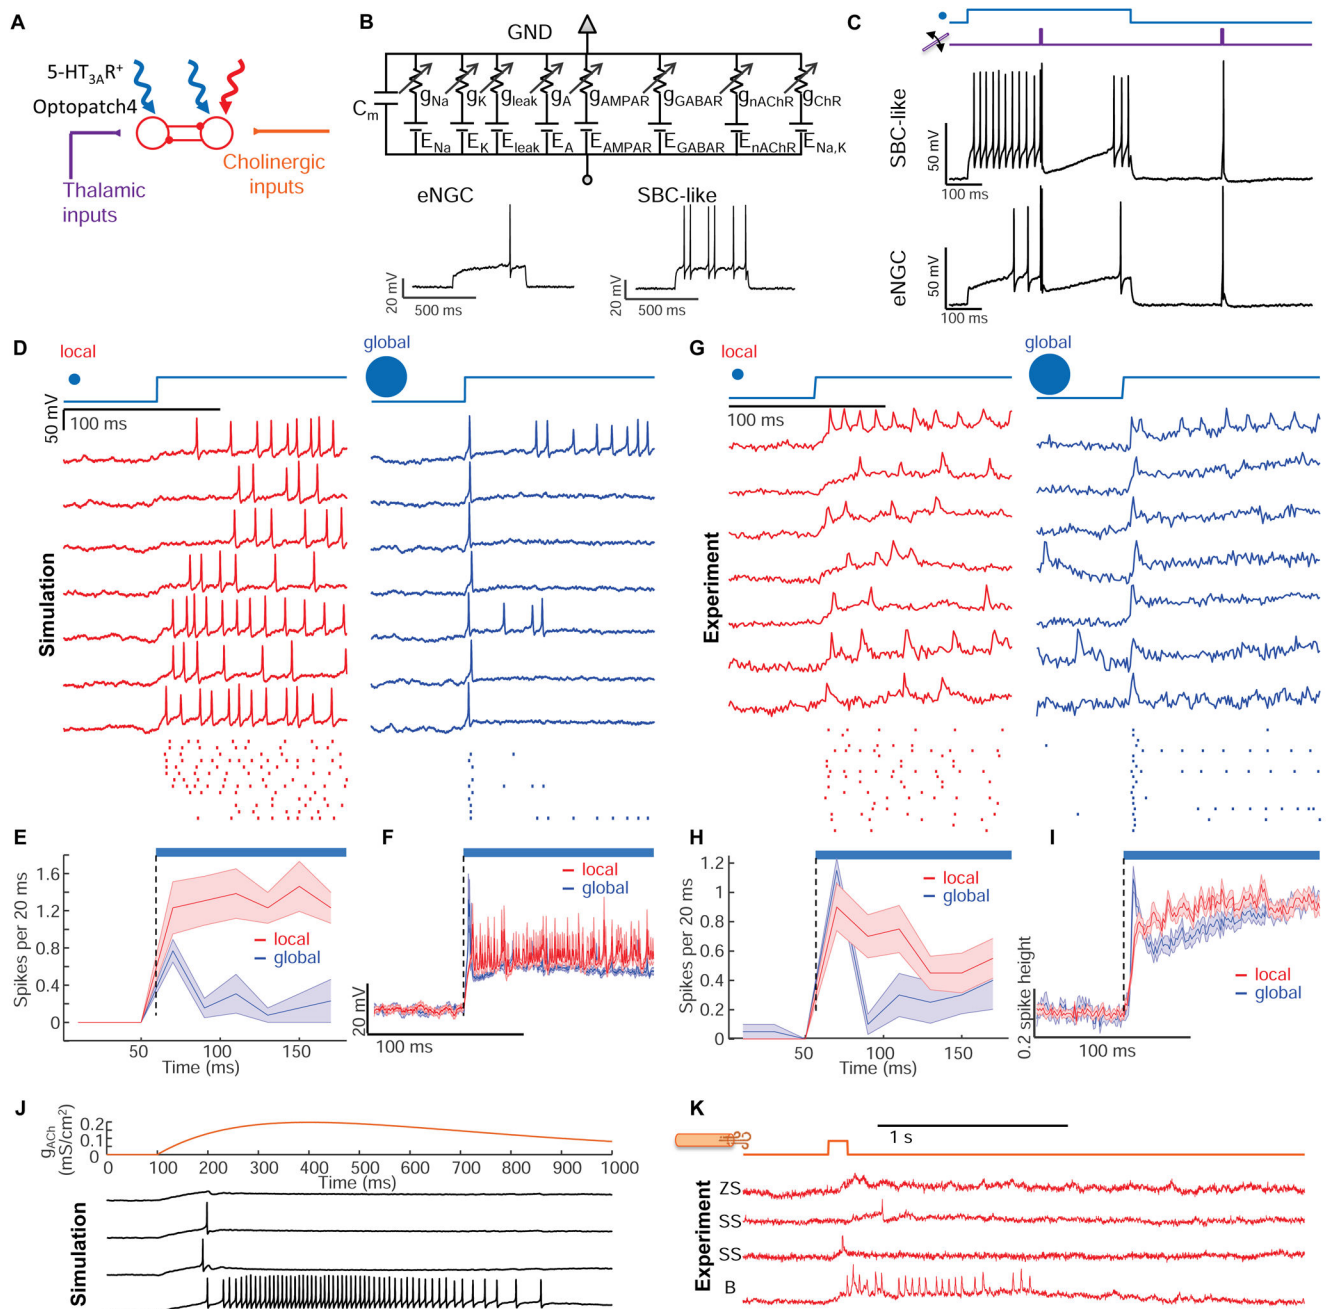 A
5-HT3AR+
Optopatch4
Thalamic
inputs
Cholinergic
inputs
B
GND
Cm
gNa
gK
gleak
gA
gAMPAR
gGABAR
gnAChR
gChR
ENa
EK
Eleak
EA
EAMPAR
EGABAR
EnAChR
ENa,K
eNGC
20 mV
500 ms
SBC-like
20 mV
500 ms
C
SBC-like
50 mV
100 ms
eNGC
50 mV
100 ms
D
local
global
50 mV
100 ms
Simulation
G
local
global
100 ms
Experiment
E
Spikes per 20 ms
1.6
1.2
0.8
0.4
0
50
100
150
Time (ms)
local
global
F
local
global
20 mV
100 ms
H
Spikes per 20 ms
1.2
1
0.8
0.6
0.4
0.2
0
50
100
150
Time (ms)
local
global
I
local
global
0.2 spike height
100 ms
J
gACh
(mS/cm2)
0.2
0.1
0
0
100
200
300
400
500
600
700
800
900
1000
Time (ms)
Simulation
K
1 s
Experiment
ZS
SS
SS
B